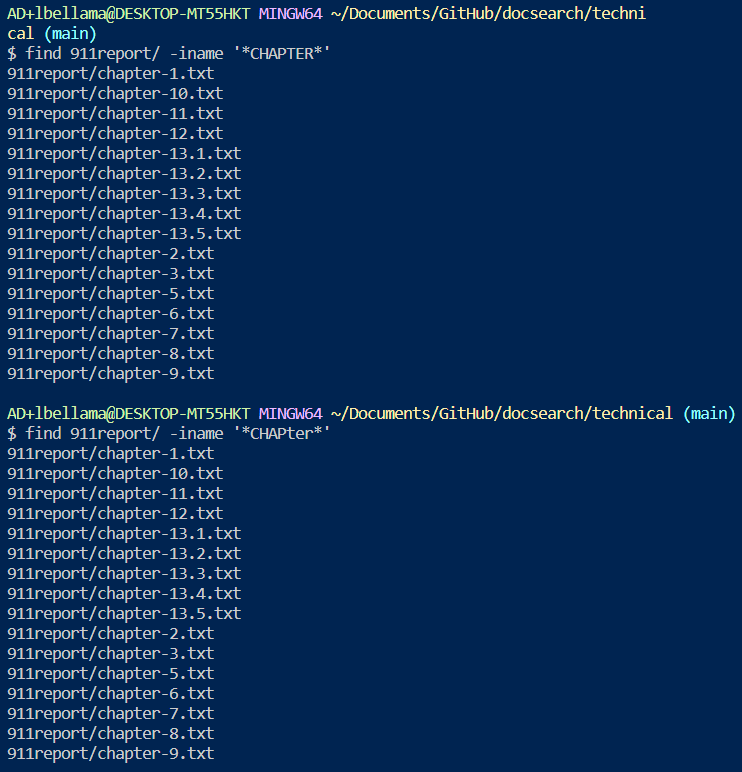 AD+lbellama@DESKTOP-MT55HKT MINGW64 ~/Documents/GitHub/docsearch/techni
cal (main)
$ find 911report/ -iname '*CHAPTER*'
911report/chapter-1.txt
911report/chapter-10.txt
911report/chapter-11.txt
911report/chapter-12.txt
911report/chapter-13.1.txt
911report/chapter-13.2.txt
911report/chapter-13.3.txt
911report/chapter-13.4.txt
911report/chapter-13.5.txt
911report/chapter-2.txt
911report/chapter-3.txt
911report/chapter-5.txt
911report/chapter-6.txt
911report/chapter-7.txt
911report/chapter-8.txt
911report/chapter-9.txt
AD+lbellama@DESKTOP-MT55HKT MINGW64 ~/Documents/GitHub/docsearch/technical (main)
$ find 911report/ -iname '*CHAPter*'
911report/chapter-1.txt
911report/chapter-10.txt
911report/chapter-11.txt
911report/chapter-12.txt
911report/chapter-13.1.txt
911report/chapter-13.2.txt
911report/chapter-13.3.txt
911report/chapter-13.4.txt
911report/chapter-13.5.txt
911report/chapter-2.txt
911report/chapter-3.txt
911report/chapter-5.txt
911report/chapter-6.txt
911report/chapter-7.txt
911report/chapter-8.txt
911report/chapter-9.txt